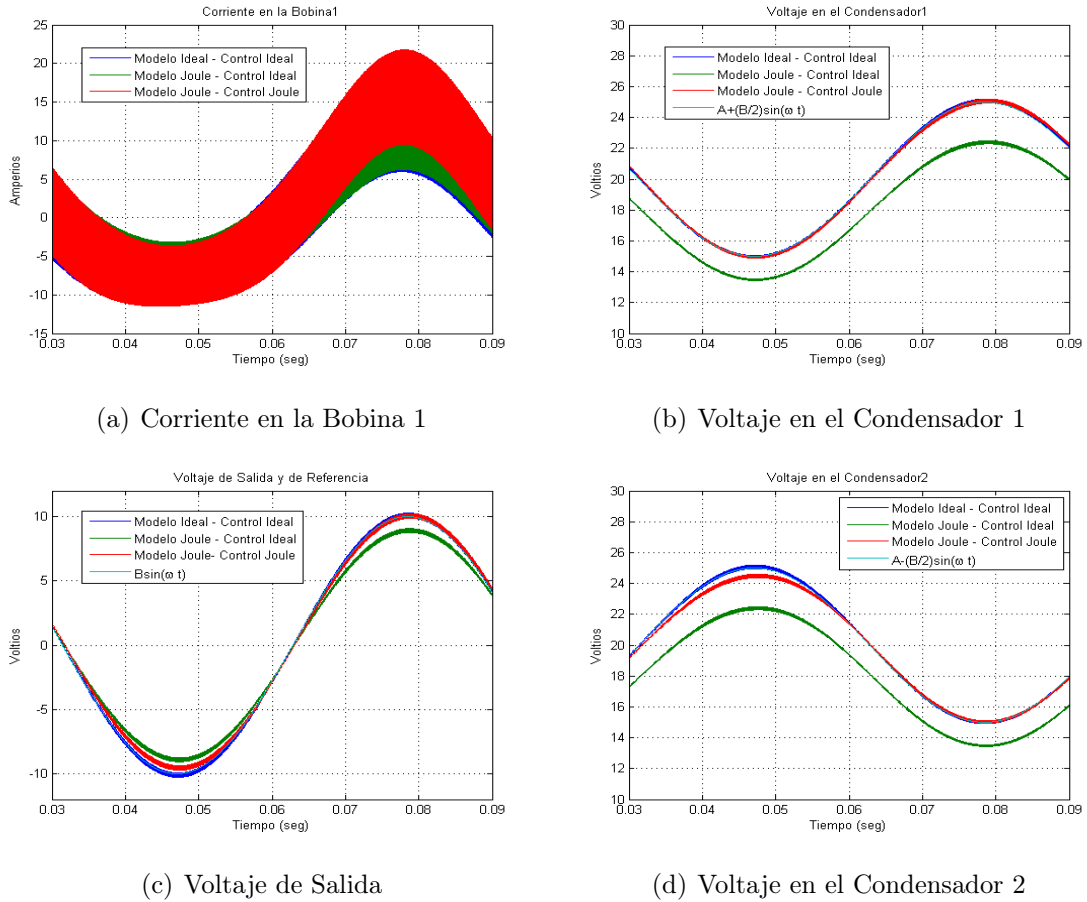 Corriente en la Bobina1
25
20
15
10
5
0
-5
-10
-15
Amperios
Modelo Ideal - Control Ideal
Modelo Joule - Control Ideal
Modelo Joule - Control Joule
0.03 0.04 0.05 0.06 0.07 0.08 0.09
Tiempo (seg)
(a) Corriente en la Bobina 1
Voltaje en el Condensador1
30
28
26
24
22
20
18
16
14
12
10
Voltios
Modelo Ideal - Control Ideal
Modelo Joule - Control Ideal
Modelo Joule - Control Joule
A+(B/2)sin(ω t)
0.03 0.04 0.05 0.06 0.07 0.08 0.09
Tiempo (seg)
(b) Voltaje en el Condensador 1
Voltaje de Salida y de Referencia
10
5
0
-5
-10
Voltios
Modelo Ideal - Control Ideal
Modelo Joule - Control Ideal
Modelo Joule- Control Joule
Bsin(ω t)
0.03 0.04 0.05 0.06 0.07 0.08 0.09
Tiempo (seg)
(c) Voltaje de Salida
Voltaje en el Condensador2
30
28
26
24
22
20
18
16
14
12
10
Voltios
Modelo Ideal - Control Ideal
Modelo Joule - Control Ideal
Modelo Joule - Control Joule
A-(B/2)sin(ω t)
0.03 0.04 0.05 0.06 0.07 0.08 0.09
Tiempo (seg)
(d) Voltaje en el Condensador 2